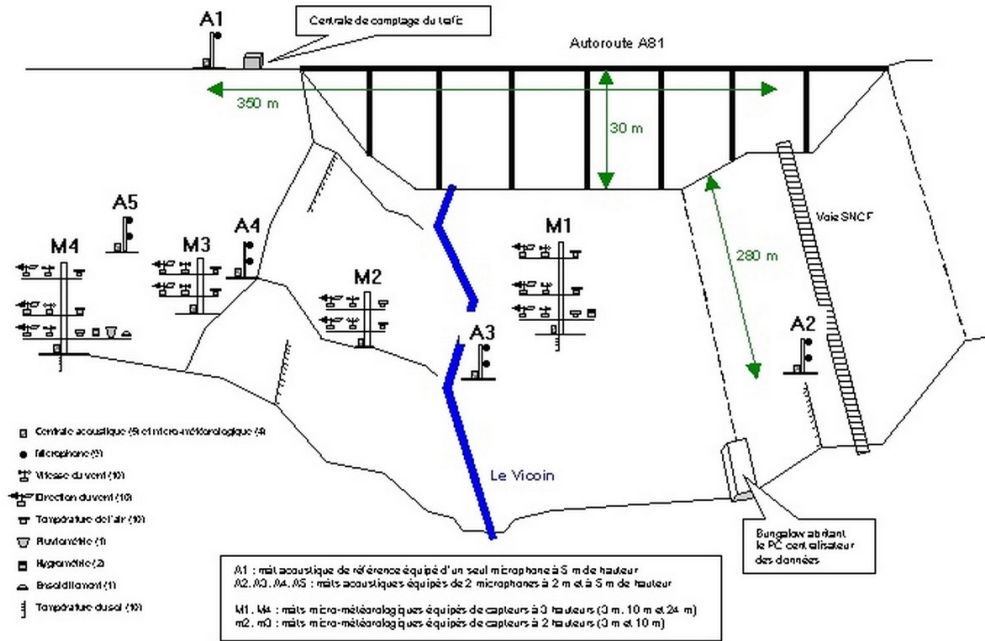 A1
Centrale de comptage du trafic
Autoroute A81
350 m
30 m
A5
M4
M3
A4
M1
M2
Voie SNCF
280 m
A3
A2
Centrale acoustique (5) et micro-météorologique (4)
Microphone (9)
Vitesse du vent (10)
Direction du vent (10)
Température de l'air (10)
Pluviométrie (1)
Hygrométrie (2)
Ensoleillement (1)
Température du sol (10)
Le Vicoin
Bungalow abritant
le PC centralisateur
des données
A1 : mât acoustique de référence équipé d'un seul microphone à 5 m de hauteur
A2, A3, A4, A5 : mâts acoustiques équipés de 2 microphones à 2 m et à 5 m de hauteur
M1, M4 : mâts micro-météorologiques équipés de capteurs à 3 hauteurs (3 m, 10 m et 24 m)
m2, m3 : mâts micro-météorologiques équipés de capteurs à 2 hauteurs (3 m et 10 m)